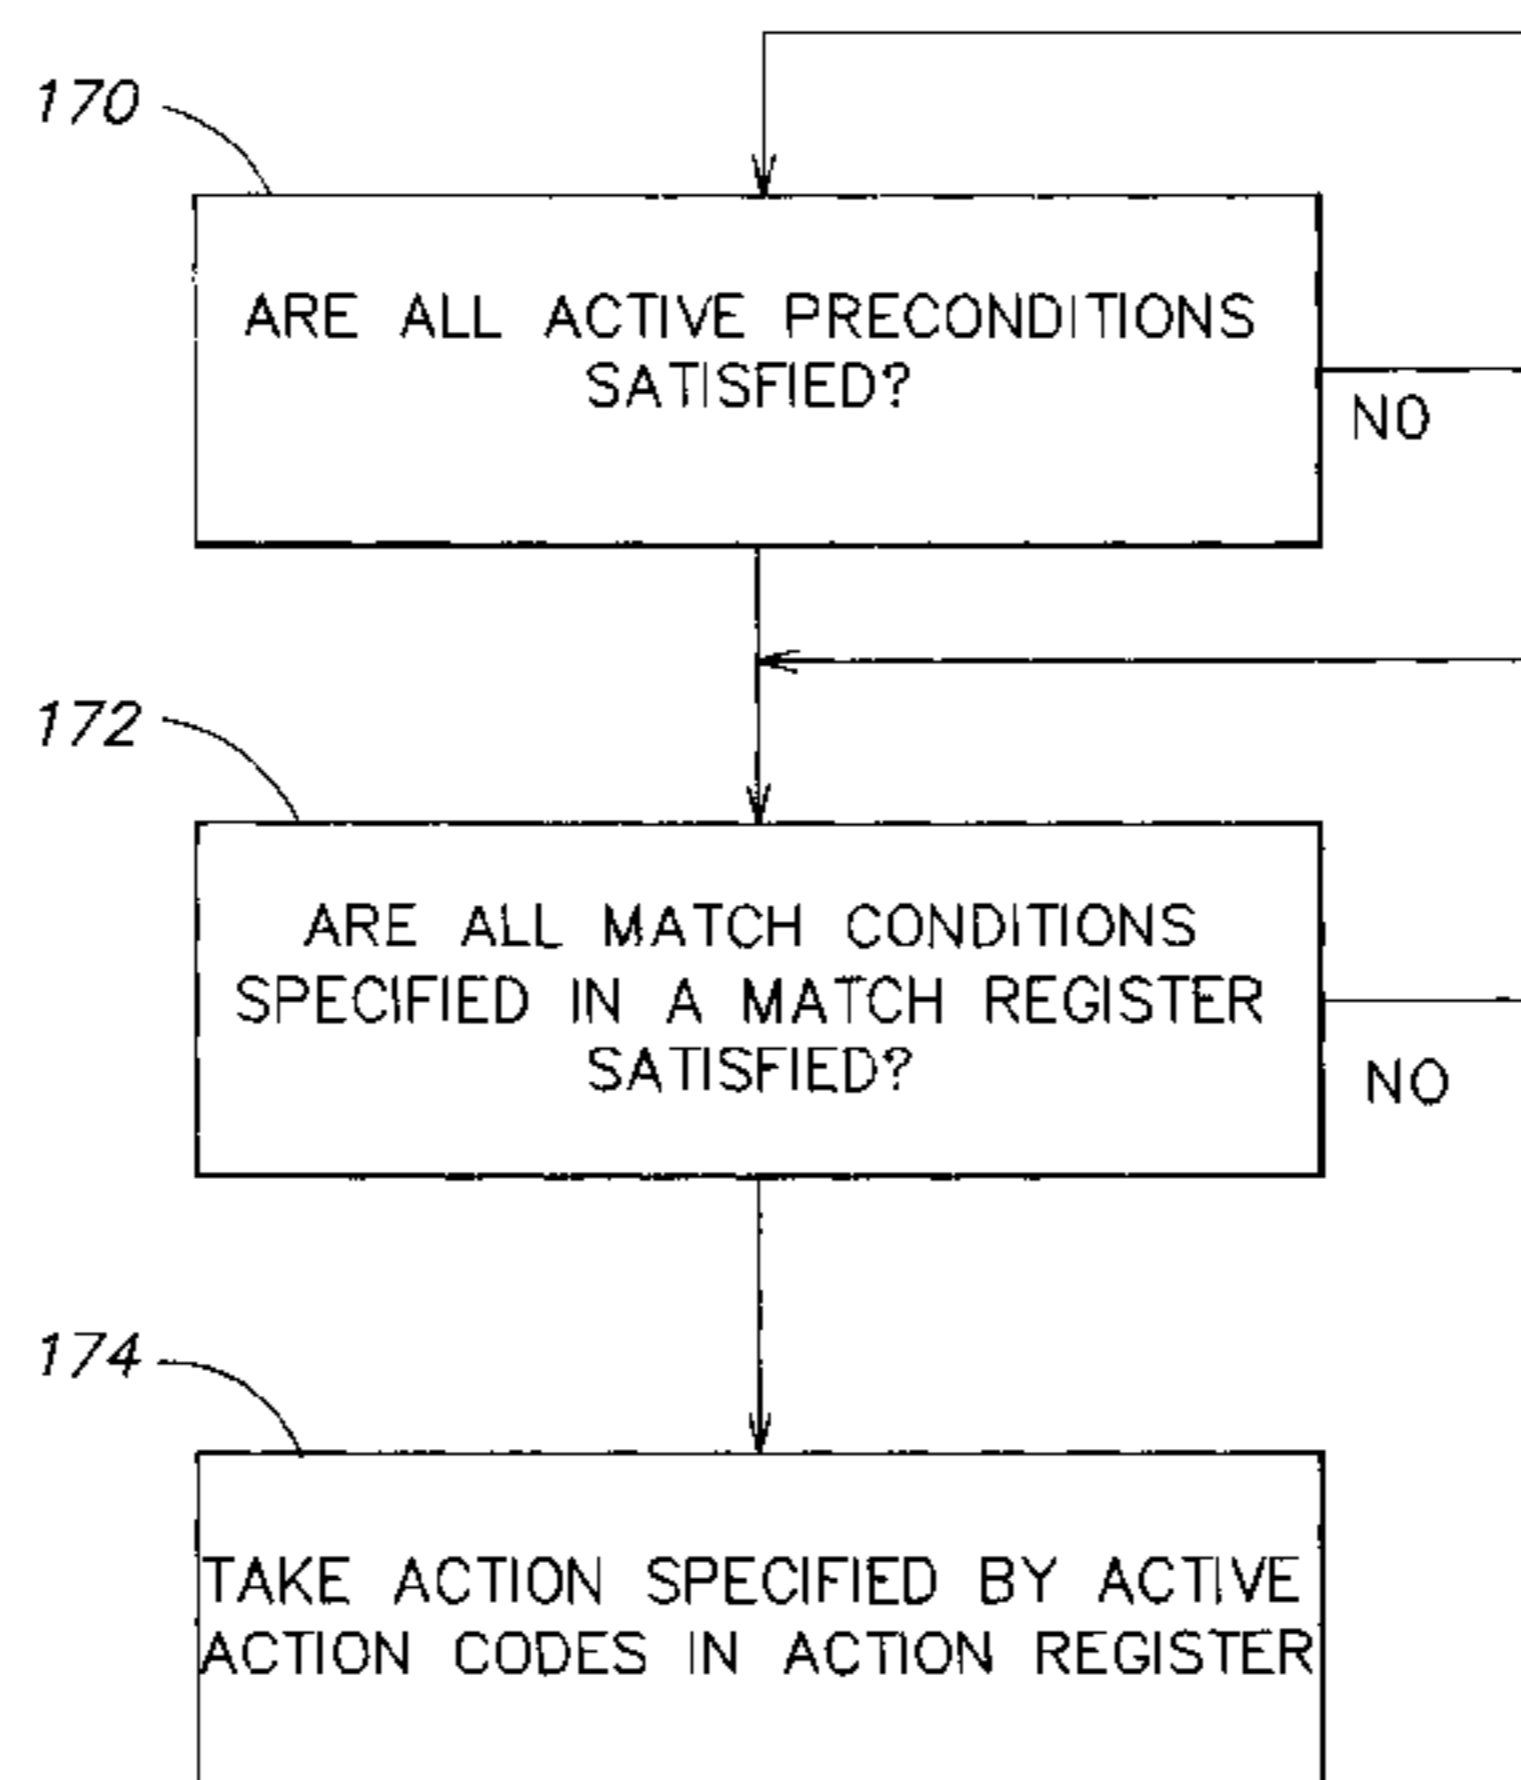 170
ARE ALL ACTIVE PRECONDITIONS
SATISFIED?
NO
172
ARE ALL MATCH CONDITIONS
SPECIFIED IN A MATCH REGISTER
SATISFIED?
NO
174
TAKE ACTION SPECIFIED BY ACTIVE
ACTION CODES IN ACTION REGISTER